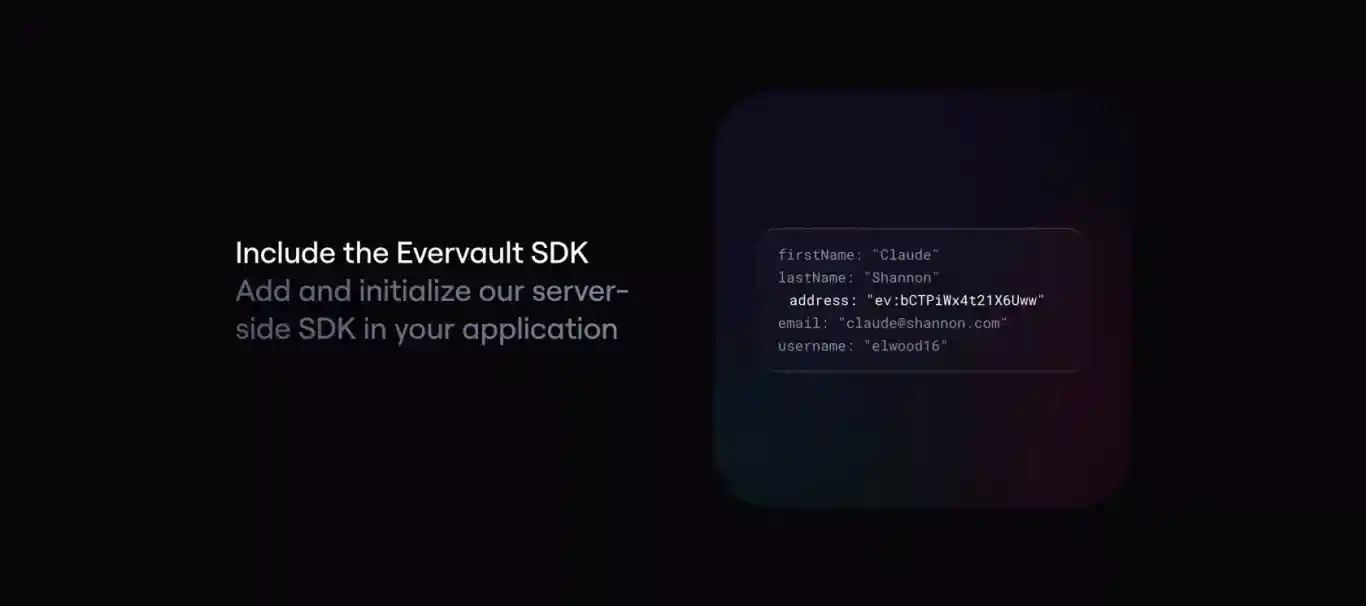 Include the Evervault SDK
Add and initialize our server-
side SDK in your application
firstName: "Claude"
lastName: "Shannon"
address: "ev:bCTPiWx4t21X6Uww"
email: "claude@shannon.com"
username: "elwood16"